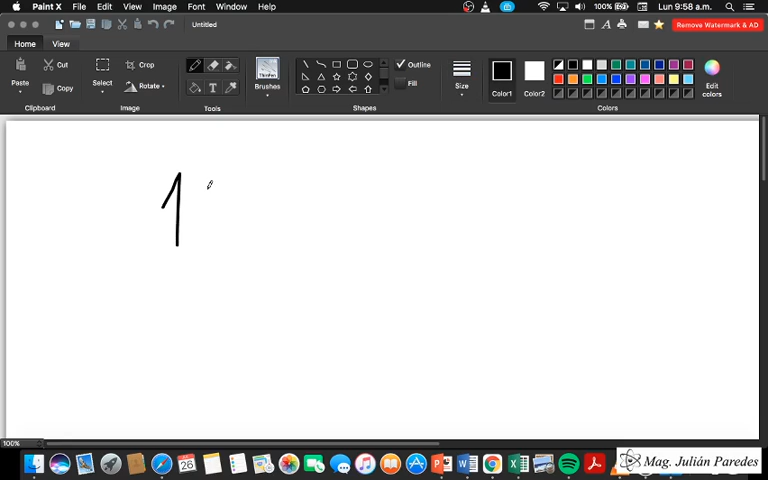 Paint X File Edit View Image Font Window Help 100% Lun 9:58 a.m.
Untitled Remove Watermark & AD
Home View
Paste Cut Copy Select Crop Rotate Brushes Outline Fill Size Color1 Color2 Edit colors
Clipboard Image Tools Shapes Colors
1
100%
26 Mag. Julián Paredes